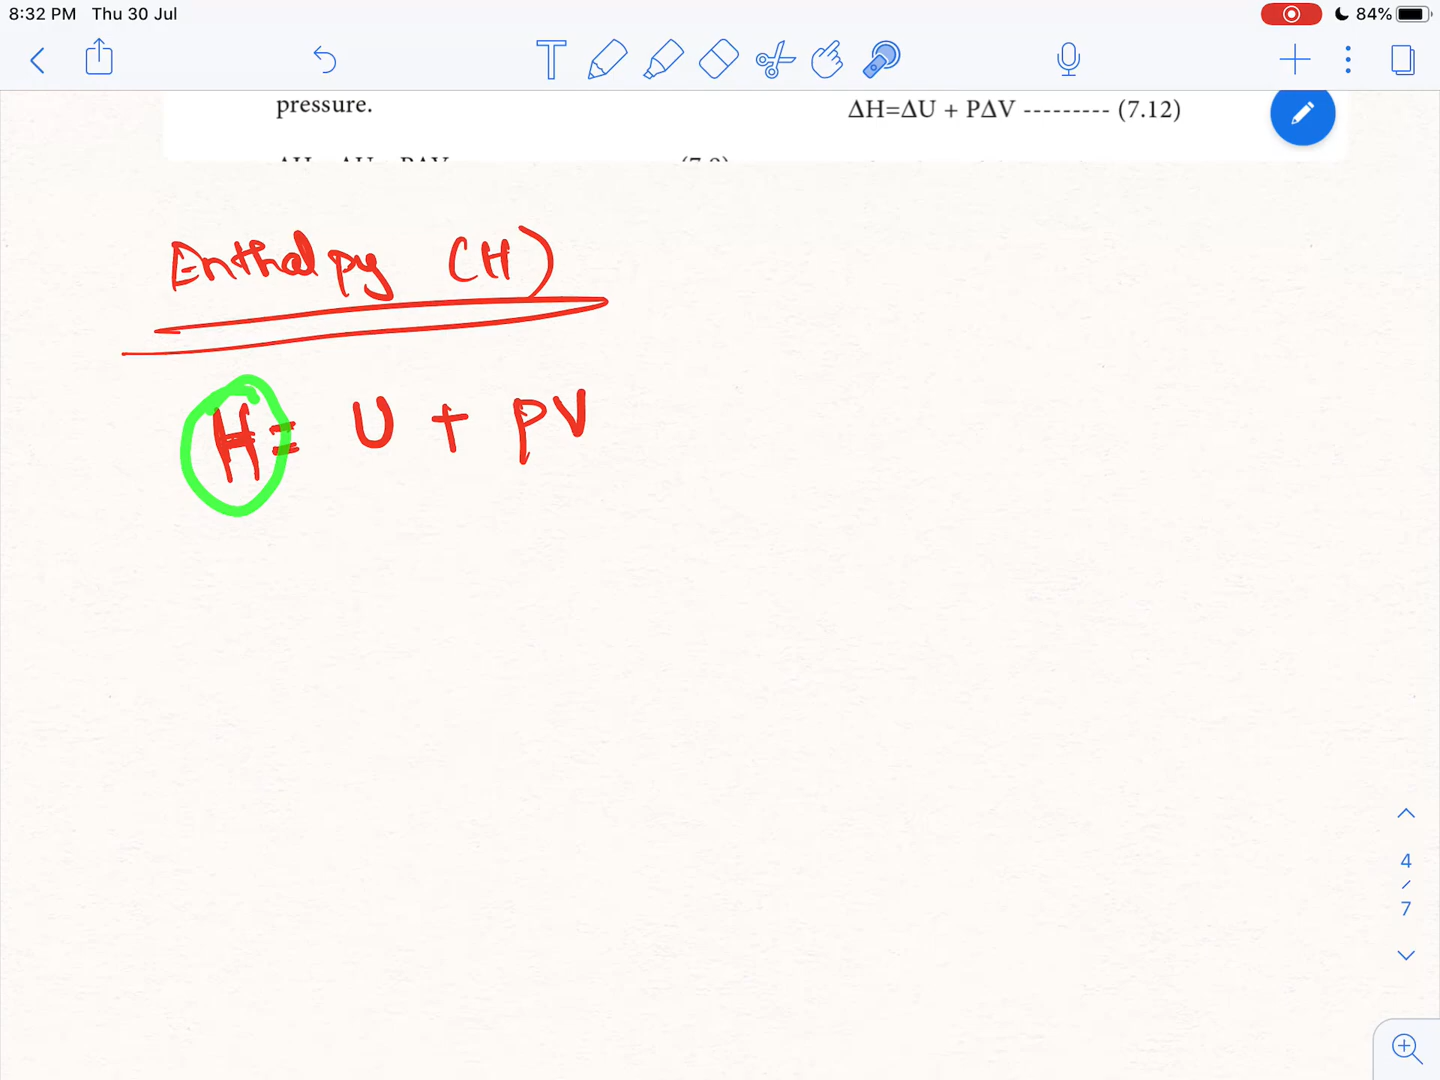 8:32 PM Thu 30 Jul 84%
T
pressure.
ΔH=ΔU + PΔV --------- (7.12)
Enthalpy (H)
H = U + PV
4
/
7